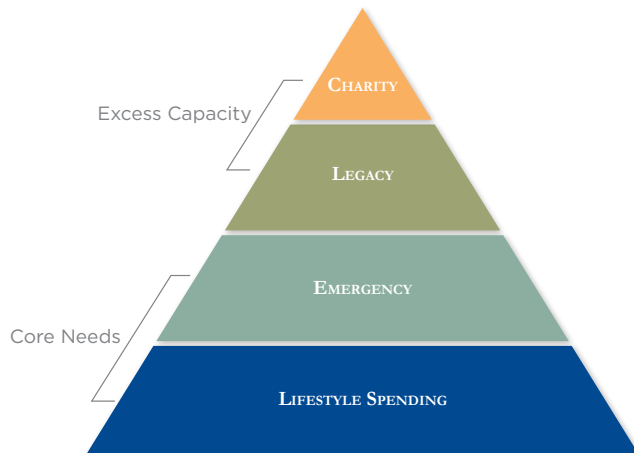 Charity
Excess Capacity
Legacy
Emergency
Core Needs
Lifestyle Spending